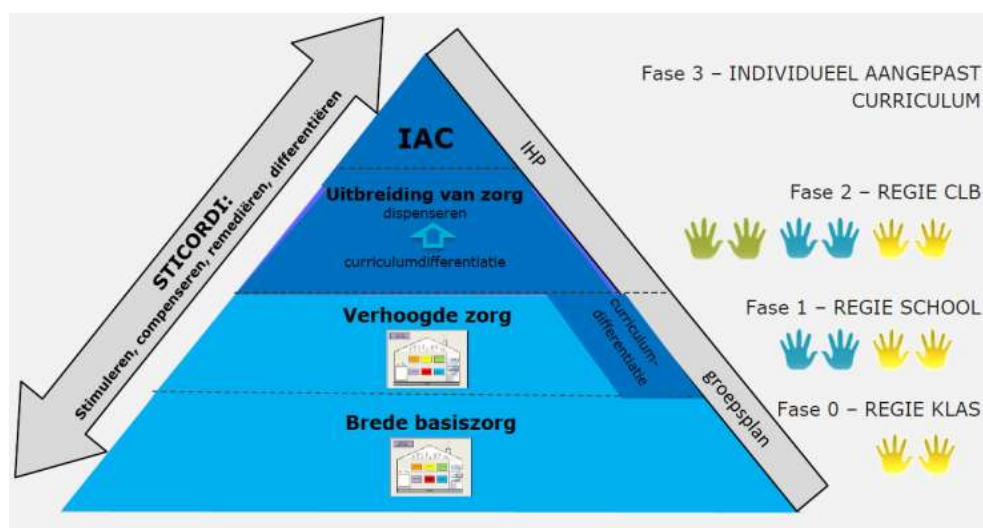 STICORDI:
Stimuleren, compenseren, remediëren, differentiëren
IAC
Uitbreiding van zorg
dispenseren
curriculumdifferentiatie
Verhoogde zorg
Brede basiszorg
curriculum-
differentiatie
IHP
groepsplan
Fase 3 – INDIVIDUEEL AANGEPAST
CURRICULUM
Fase 2 – REGIE CLB
Fase 1 – REGIE SCHOOL
Fase 0 – REGIE KLAS